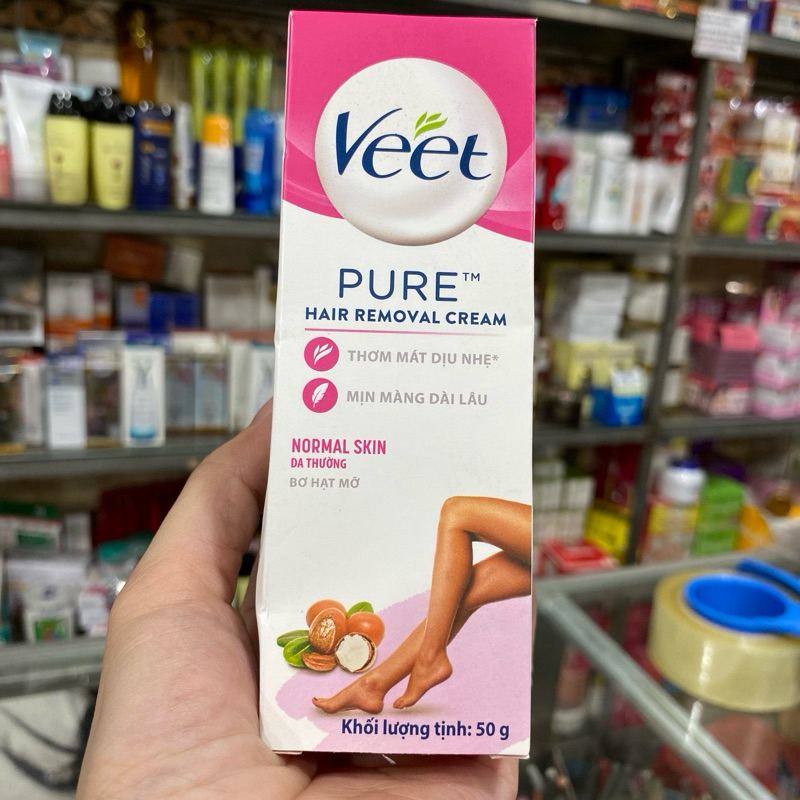 Veet
PURE™
HAIR REMOVAL CREAM
THƠM MÁT DỊU NHẸ*
MỊN MÀNG DÀI LÂU
NORMAL SKIN
DA THƯỜNG
BƠ HẠT MỠ
Khối lượng tịnh: 50 g